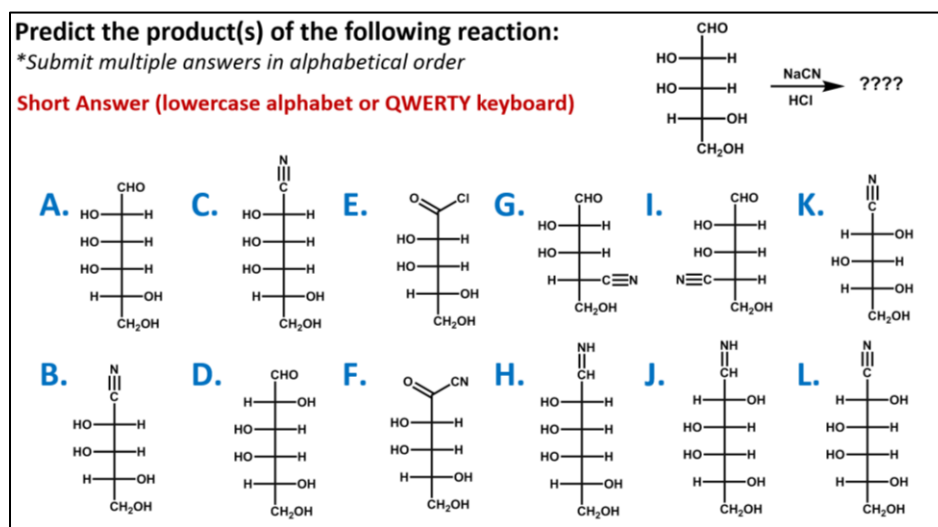 Predict the product(s) of the following reaction:
*Submit multiple answers in alphabetical order
Short Answer (lowercase alphabet or QWERTY keyboard)
CHO
HO H
HO H
H OH
CH₂OH
NaCN
HCl
????
A.
CHO
HO H
HO H
HO H
H OH
CH₂OH
C.
N
C
HO H
HO H
HO H
H OH
CH₂OH
E.
O Cl
HO H
HO H
H OH
CH₂OH
G.
CHO
HO H
HO H
H C≡N
CH₂OH
I.
CHO
HO H
HO H
N≡C H
CH₂OH
K.
N
C
H OH
HO H
H OH
CH₂OH
B.
N
C
HO H
HO H
H OH
CH₂OH
D.
CHO
H OH
HO H
HO H
H OH
CH₂OH
F.
O CN
HO H
HO H
H OH
CH₂OH
H.
NH
CH
HO H
HO H
HO H
H OH
CH₂OH
J.
NH
CH
H OH
HO H
HO H
H OH
CH₂OH
L.
N
C
H OH
HO H
HO H
H OH
CH₂OH